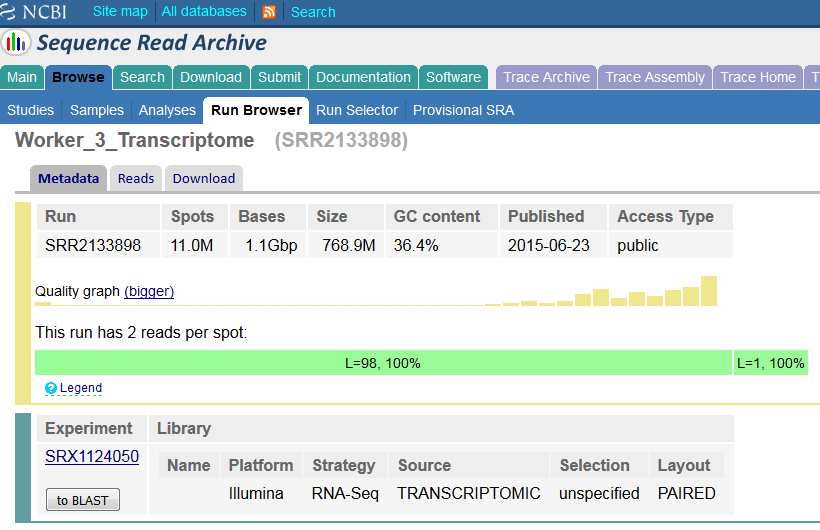 NCBI Site map All databases Search
Sequence Read Archive
Main Browse Search Download Submit Documentation Software Trace Archive Trace Assembly Trace Home T
Studies Samples Analyses Run Browser Run Selector Provisional SRA
Worker_3_Transcriptome (SRR2133898)
Metadata Reads Download
Run Spots Bases Size GC content Published Access Type
SRR2133898 11.0M 1.1Gbp 768.9M 36.4% 2015-06-23 public
Quality graph (bigger)
This run has 2 reads per spot:
L=98, 100% L=1, 100%
? Legend
Experiment Library
SRX1124050
Name Platform Strategy Source Selection Layout
Illumina RNA-Seq TRANSCRIPTOMIC unspecified PAIRED
to BLAST